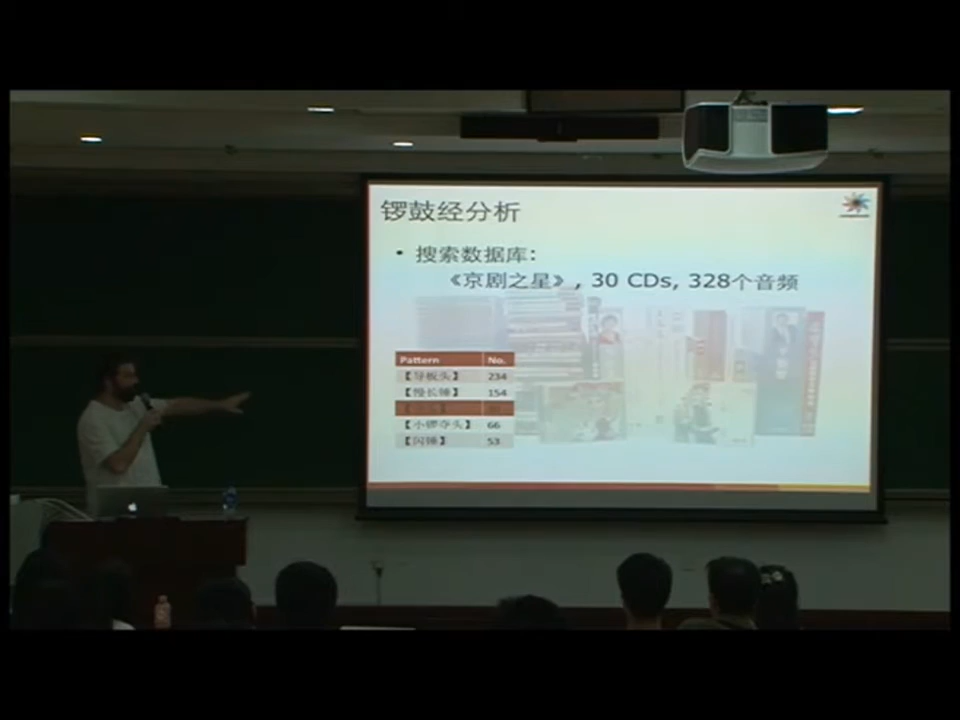 锣鼓经分析
• 搜索数据库:
《京剧之星》, 30 CDs, 328个音频
Pattern No.
【导板头】 234
【慢长锤】 154
【小锣夺头】 66
【闪锤】 53